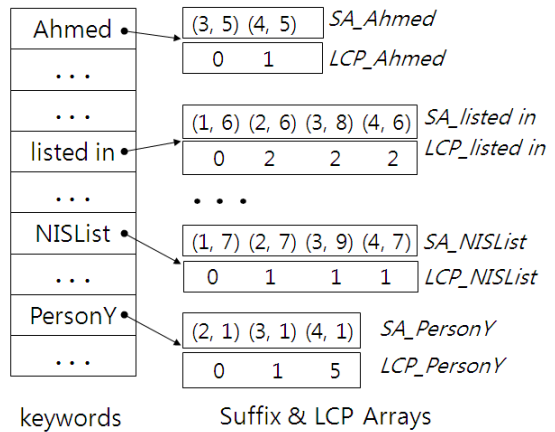 Ahmed
...
...
listed in
...
NISList
...
PersonY
...
keywords
(3, 5) (4, 5) SA_Ahmed
0 1 LCP_Ahmed
(1, 6) (2, 6) (3, 8) (4, 6) SA_listed in
0 2 2 2 LCP_listed in
...
(1, 7) (2, 7) (3, 9) (4, 7) SA_NISList
0 1 1 1 LCP_NISList
(2, 1) (3, 1) (4, 1) SA_PersonY
0 1 5 LCP_PersonY
Suffix & LCP Arrays